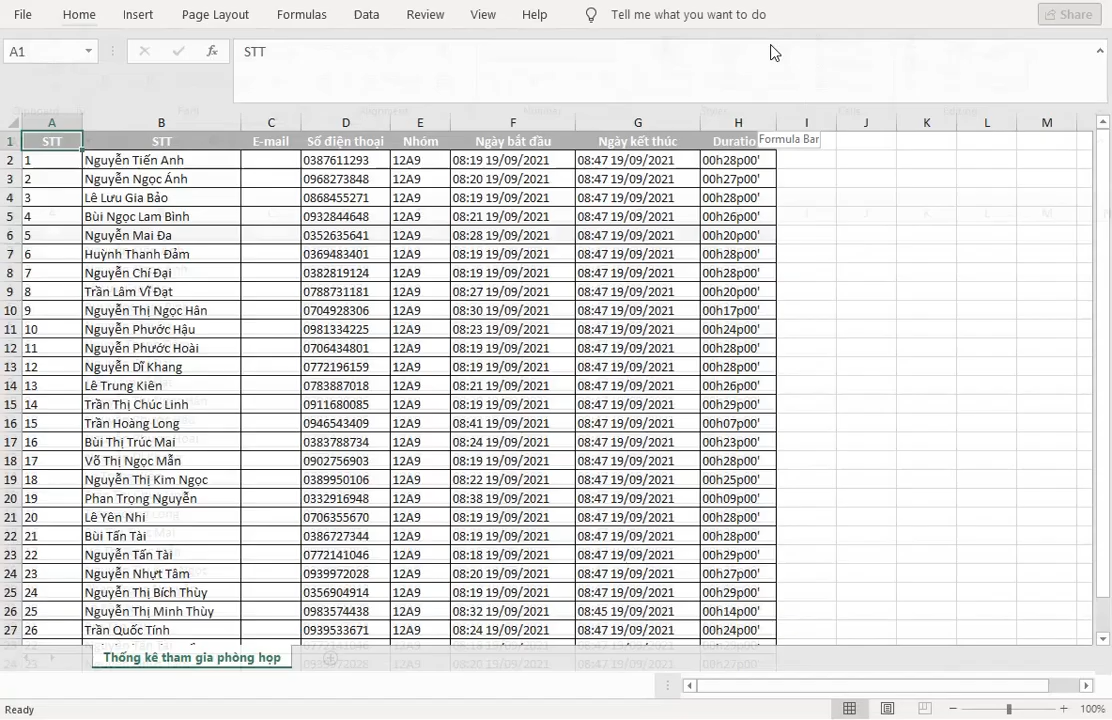 File Home Insert Page Layout Formulas Data Review View Help Tell me what you want to do Share
A1 fx STT
A B C D E F G H I J K L M
1 STT STT E-mail Số điện thoại Nhóm Ngày bắt đầu Ngày kết thúc Duratio Formula Bar
2 1 Nguyễn Tiến Anh 0387611293 12A9 08:19 19/09/2021 08:47 19/09/2021 00h28p00'
3 2 Nguyễn Ngọc Ánh 0968273848 12A9 08:20 19/09/2021 08:47 19/09/2021 00h27p00'
4 3 Lê Lưu Gia Bảo 0868455271 12A9 08:19 19/09/2021 08:47 19/09/2021 00h28p00'
5 4 Bùi Ngọc Lam Bình 0932844648 12A9 08:21 19/09/2021 08:47 19/09/2021 00h26p00'
6 5 Nguyễn Mai Đa 0352635641 12A9 08:28 19/09/2021 08:47 19/09/2021 00h20p00'
7 6 Huỳnh Thanh Đảm 0369483401 12A9 08:19 19/09/2021 08:47 19/09/2021 00h28p00'
8 7 Nguyễn Chí Đại 0382819124 12A9 08:19 19/09/2021 08:47 19/09/2021 00h28p00'
9 8 Trần Lâm Vĩ Đạt 0788731181 12A9 08:27 19/09/2021 08:47 19/09/2021 00h20p00'
10 9 Nguyễn Thị Ngọc Hân 0704928306 12A9 08:30 19/09/2021 08:47 19/09/2021 00h17p00'
11 10 Nguyễn Phước Hậu 0981334225 12A9 08:23 19/09/2021 08:47 19/09/2021 00h24p00'
12 11 Nguyễn Phước Hoài 0706434801 12A9 08:19 19/09/2021 08:47 19/09/2021 00h28p00'
13 12 Nguyễn Dĩ Khang 0772196159 12A9 08:19 19/09/2021 08:47 19/09/2021 00h28p00'
14 13 Lê Trung Kiên 0783887018 12A9 08:21 19/09/2021 08:47 19/09/2021 00h26p00'
15 14 Trần Thị Chúc Linh 0911680085 12A9 08:19 19/09/2021 08:47 19/09/2021 00h29p00'
16 15 Trần Hoàng Long 0946543409 12A9 08:41 19/09/2021 08:47 19/09/2021 00h07p00'
17 16 Bùi Thị Trúc Mai 0383788734 12A9 08:24 19/09/2021 08:47 19/09/2021 00h23p00'
18 17 Võ Thị Ngọc Mẫn 0902756903 12A9 08:19 19/09/2021 08:47 19/09/2021 00h28p00'
19 18 Nguyễn Thị Kim Ngọc 0389950106 12A9 08:22 19/09/2021 08:47 19/09/2021 00h25p00'
20 19 Phan Trọng Nguyễn 0332916948 12A9 08:38 19/09/2021 08:47 19/09/2021 00h09p00'
21 20 Lê Yên Nhi 0706355670 12A9 08:19 19/09/2021 08:47 19/09/2021 00h28p00'
22 21 Bùi Tấn Tài 0386727344 12A9 08:18 19/09/2021 08:47 19/09/2021 00h29p00'
23 22 Nguyễn Tấn Tài 0772141046 12A9 08:18 19/09/2021 08:47 19/09/2021 00h29p00'
24 23 Nguyễn Nhựt Tâm 0939972028 12A9 08:20 19/09/2021 08:47 19/09/2021 00h27p00'
25 24 Nguyễn Thị Bích Thùy 0356904914 12A9 08:19 19/09/2021 08:47 19/09/2021 00h29p00'
26 25 Nguyễn Thị Minh Thùy 0983574438 12A9 08:32 19/09/2021 08:45 19/09/2021 00h14p00'
27 26 Trần Quốc Tính 0939533671 12A9 08:24 19/09/2021 08:47 19/09/2021 00h24p00'
Thống kê tham gia phòng họp
Ready 100%